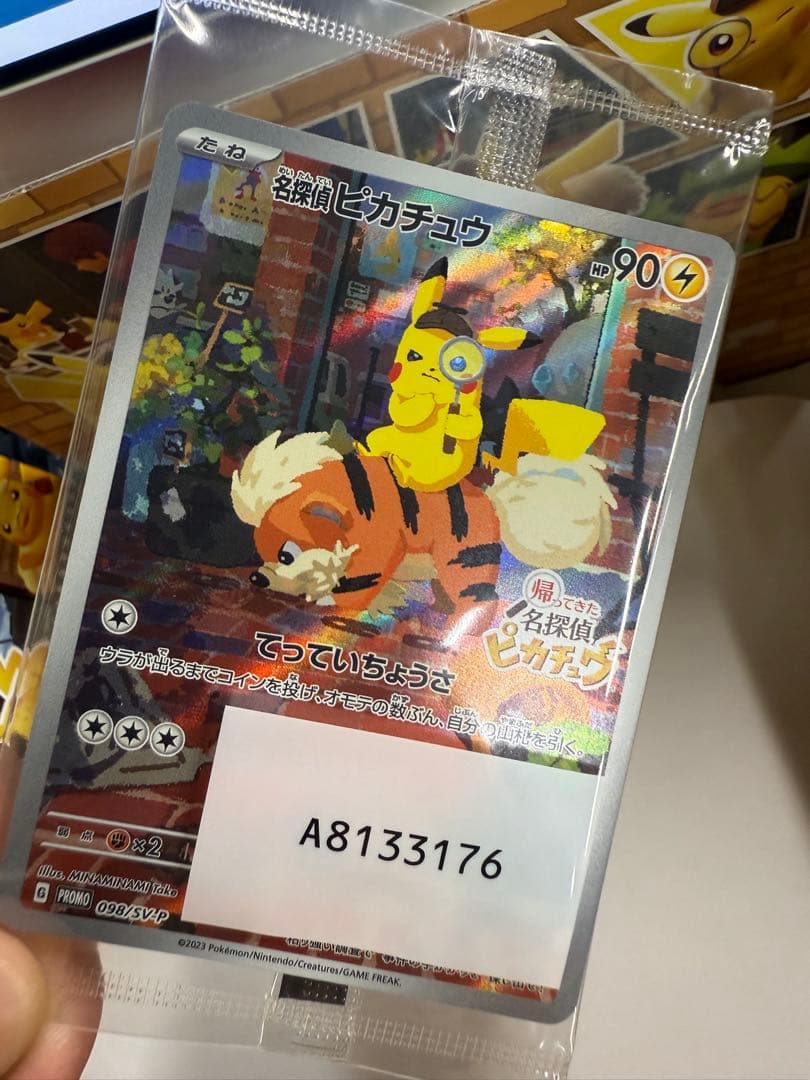 たね
名探偵ピカチュウ
HP 90
帰ってきた
名探偵
ピカチュウ
てっていちょうさ
ウラが出るまでコインを投げ、オモテの数ぶん、自分の山札を引く。
A8133176
弱点 ×2
Illus. MINAMINAMI Take
G PROMO 098/SV-P
©2023 Pokémon/Nintendo/Creatures/GAME FREAK.